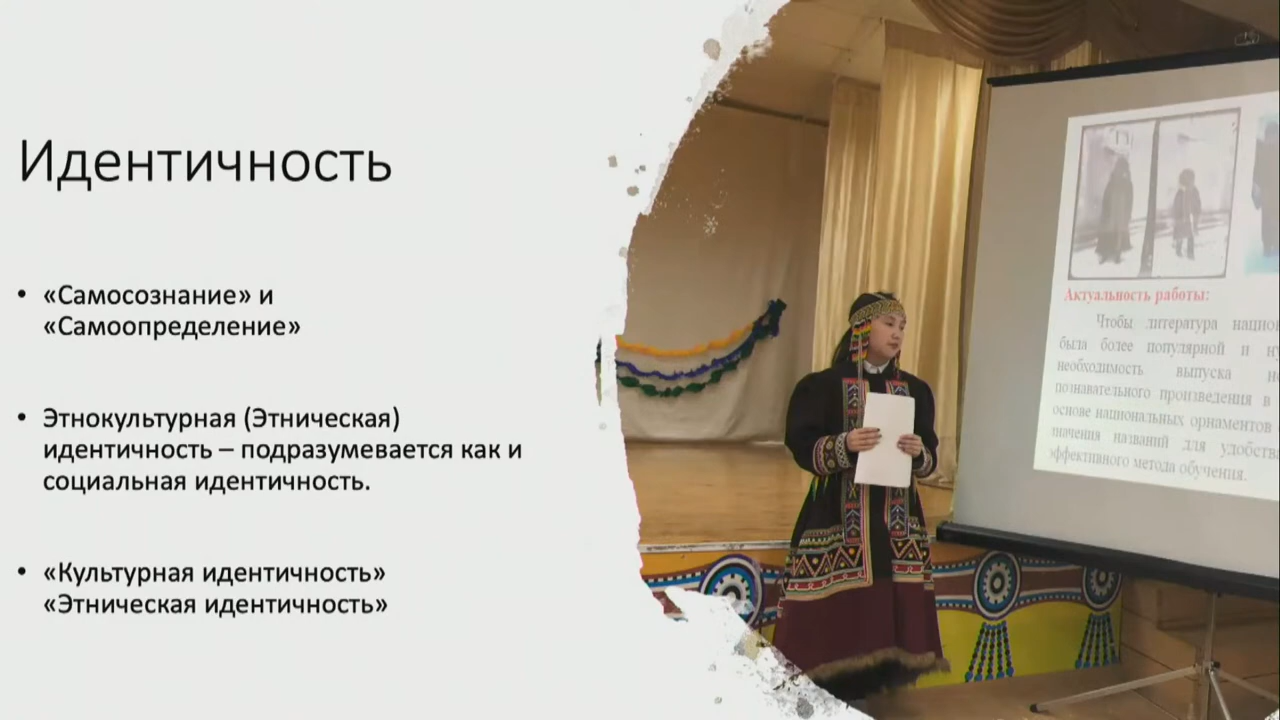 Идентичность
• «Самосознание» и
«Самоопределение»
• Этнокультурная (Этническая)
идентичность – подразумевается как и
социальная идентичность.
• «Культурная идентичность»
«Этническая идентичность»
Актуальность работы:
Чтобы литература
была более популярной и
необходимость выпуска
познавательного произведения в
основе национальных орнаментов
значения названий для
эффективного метода обучения.